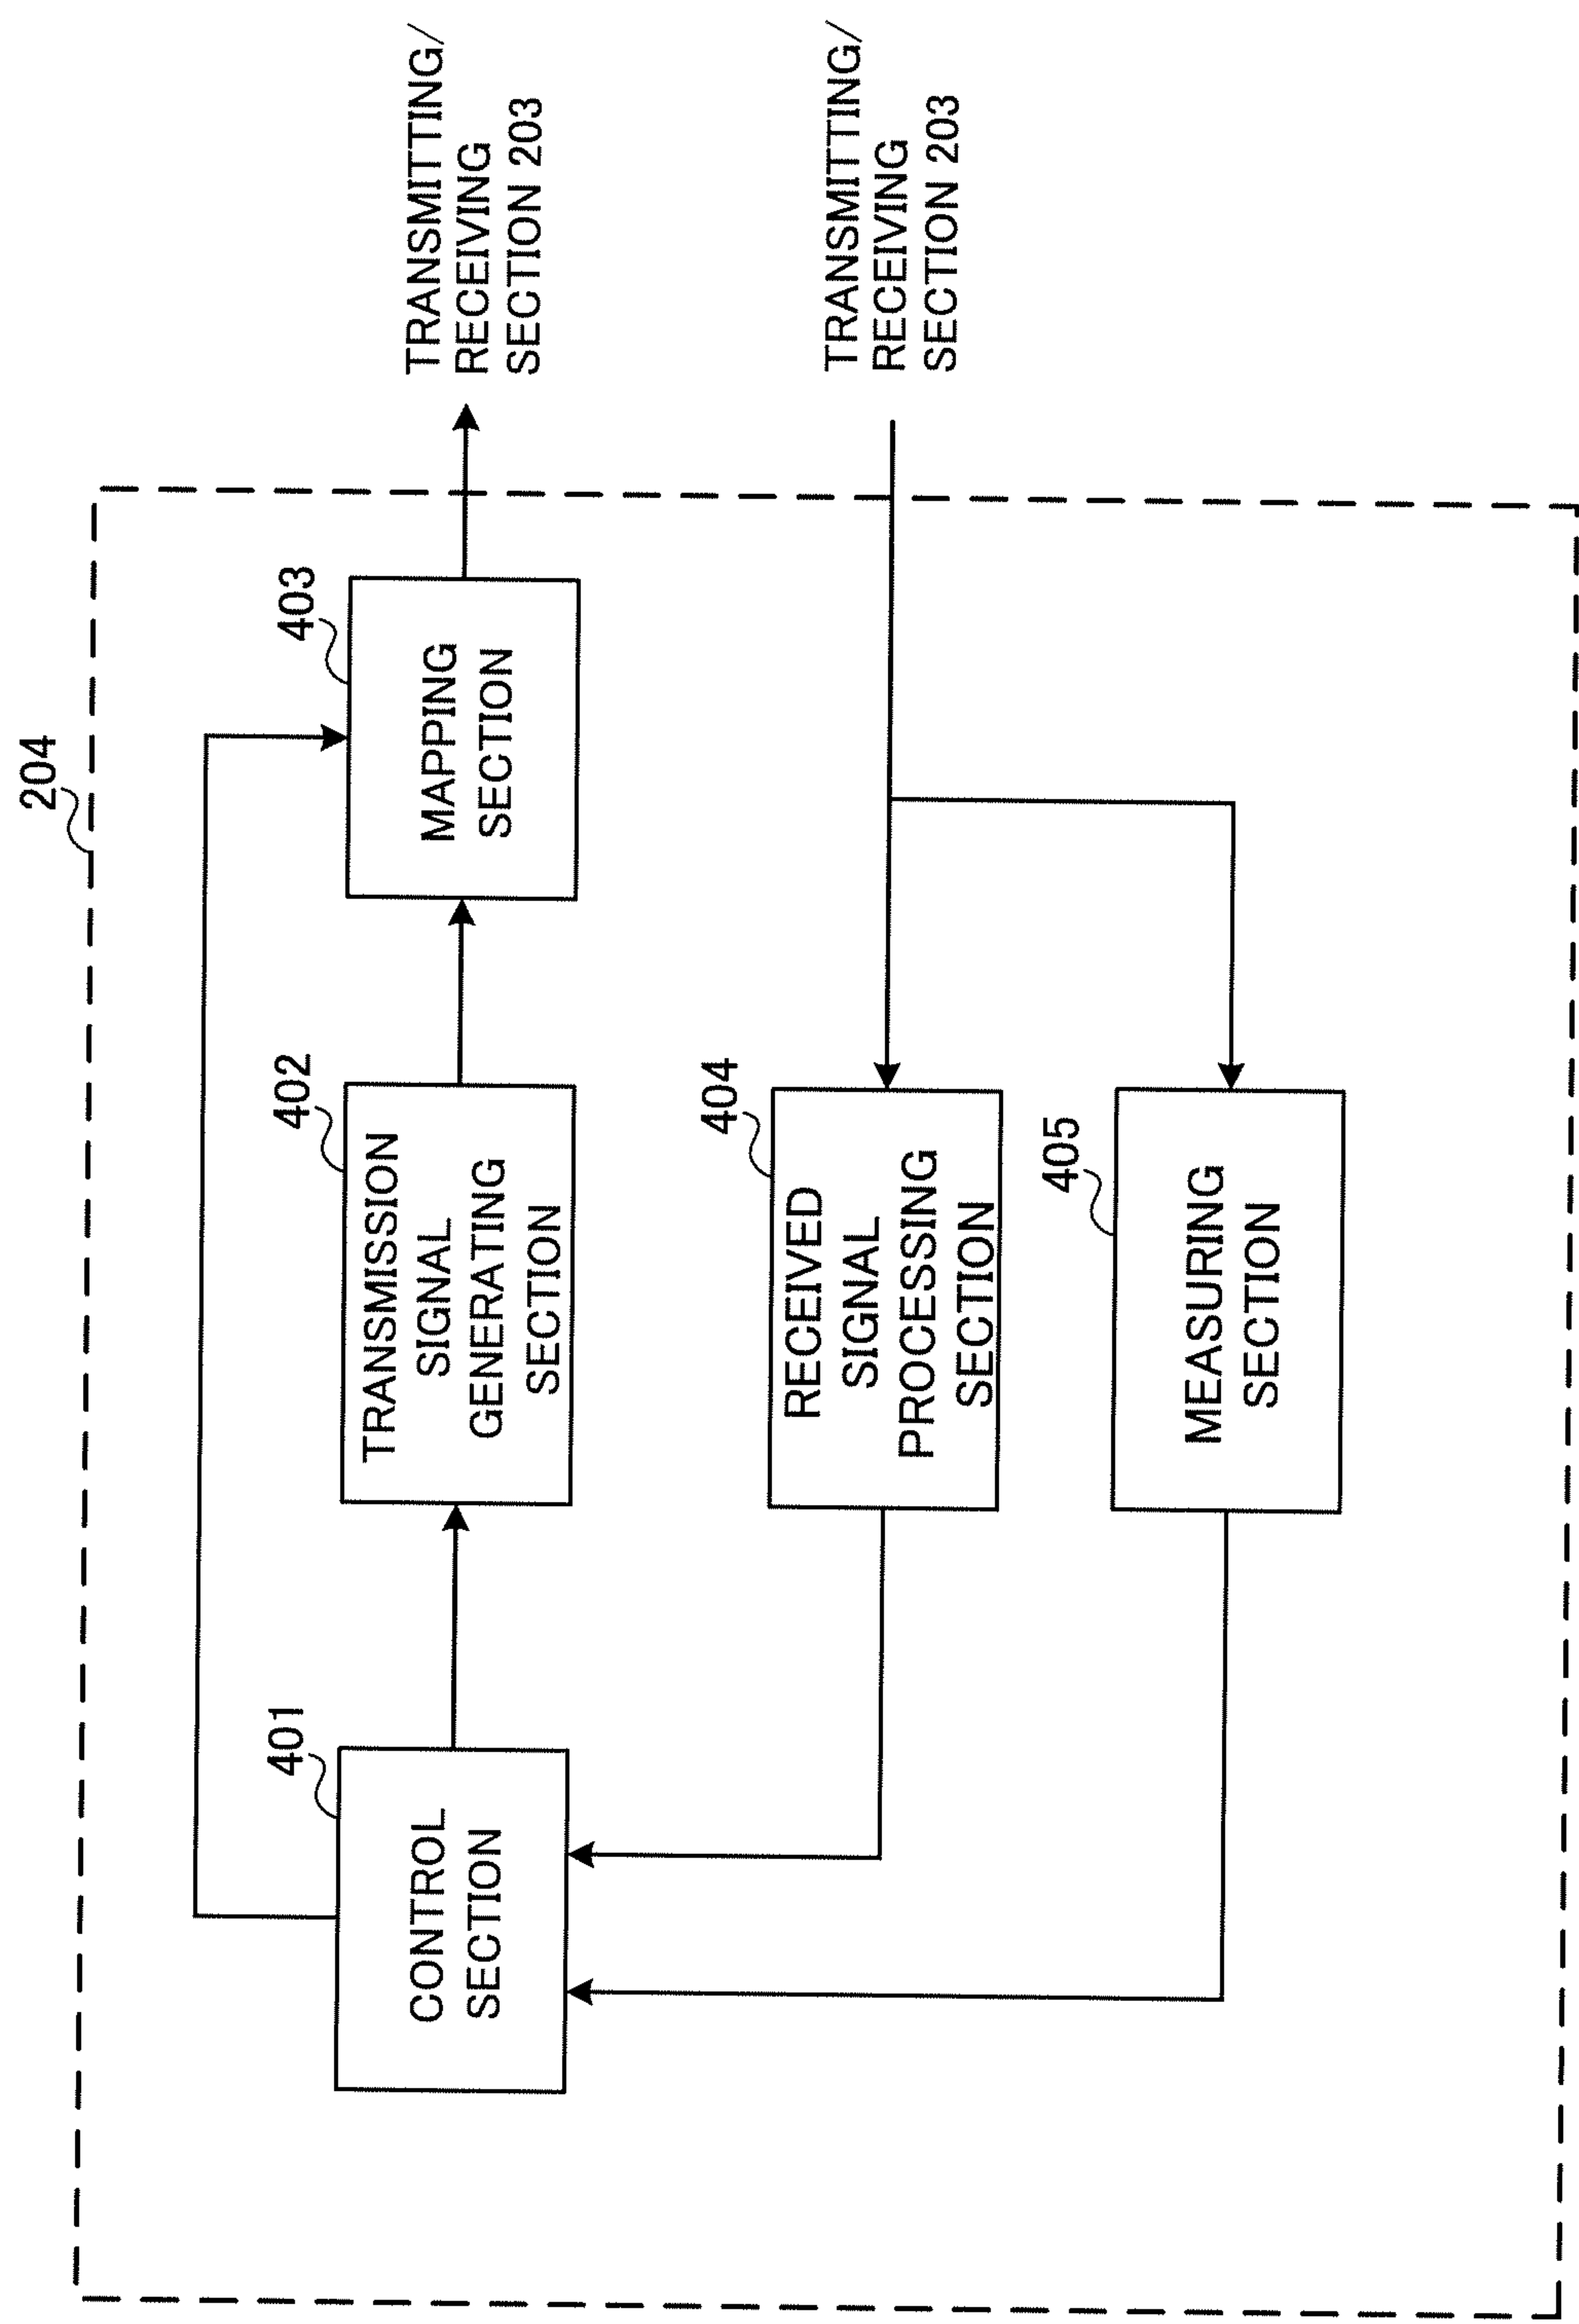 204
401
CONTROL
SECTION
402
TRANSMISSION
SIGNAL
GENERATING
SECTION
403
MAPPING
SECTION
TRANSMITTING/
RECEIVING
SECTION 203
404
RECEIVED
SIGNAL
PROCESSING
SECTION
TRANSMITTING/
RECEIVING
SECTION 203
405
MEASURING
SECTION